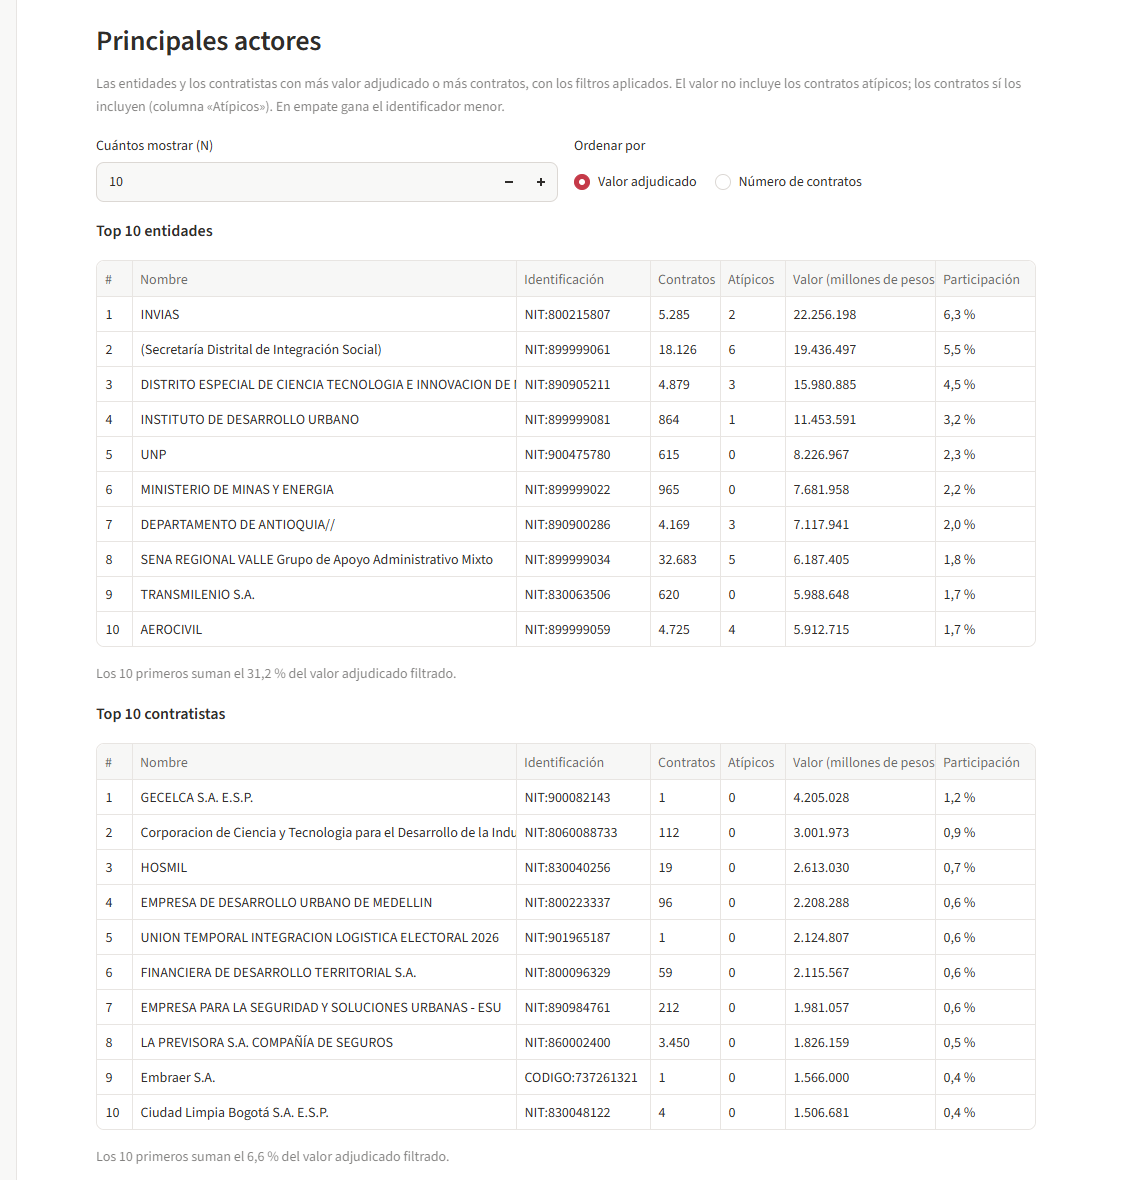 Principales actores
Las entidades y los contratistas con más valor adjudicado o más contratos, con los filtros aplicados. El valor no incluye los contratos atípicos; los contratos sí los
incluyen (columna «Atípicos»). En empate gana el identificador menor.
Cuántos mostrar (N) Ordenar por
10 − + Valor adjudicado Número de contratos
Top 10 entidades
# Nombre Identificación Contratos Atípicos Valor (millones de pesos Participación
1 INVIAS NIT:800215807 5.285 2 22.256.198 6,3 %
2 (Secretaría Distrital de Integración Social) NIT:899999061 18.126 6 19.436.497 5,5 %
3 DISTRITO ESPECIAL DE CIENCIA TECNOLOGIA E INNOVACION DE NIT:890905211 4.879 3 15.980.885 4,5 %
4 INSTITUTO DE DESARROLLO URBANO NIT:899999081 864 1 11.453.591 3,2 %
5 UNP NIT:900475780 615 0 8.226.967 2,3 %
6 MINISTERIO DE MINAS Y ENERGIA NIT:899999022 965 0 7.681.958 2,2 %
7 DEPARTAMENTO DE ANTIOQUIA// NIT:890900286 4.169 3 7.117.941 2,0 %
8 SENA REGIONAL VALLE Grupo de Apoyo Administrativo Mixto NIT:899999034 32.683 5 6.187.405 1,8 %
9 TRANSMILENIO S.A. NIT:830063506 620 0 5.988.648 1,7 %
10 AEROCIVIL NIT:899999059 4.725 4 5.912.715 1,7 %
Los 10 primeros suman el 31,2 % del valor adjudicado filtrado.
Top 10 contratistas
# Nombre Identificación Contratos Atípicos Valor (millones de pesos Participación
1 GECELCA S.A. E.S.P. NIT:900082143 1 0 4.205.028 1,2 %
2 Corporacion de Ciencia y Tecnologia para el Desarrollo de la Indu NIT:8060088733 112 0 3.001.973 0,9 %
3 HOSMIL NIT:830040256 19 0 2.613.030 0,7 %
4 EMPRESA DE DESARROLLO URBANO DE MEDELLIN NIT:800223337 96 0 2.208.288 0,6 %
5 UNION TEMPORAL INTEGRACION LOGISTICA ELECTORAL 2026 NIT:901965187 1 0 2.124.807 0,6 %
6 FINANCIERA DE DESARROLLO TERRITORIAL S.A. NIT:800096329 59 0 2.115.567 0,6 %
7 EMPRESA PARA LA SEGURIDAD Y SOLUCIONES URBANAS - ESU NIT:890984761 212 0 1.981.057 0,6 %
8 LA PREVISORA S.A. COMPAÑÍA DE SEGUROS NIT:860002400 3.450 0 1.826.159 0,5 %
9 Embraer S.A. CODIGO:737261321 1 0 1.566.000 0,4 %
10 Ciudad Limpia Bogotá S.A. E.S.P. NIT:830048122 4 0 1.506.681 0,4 %
Los 10 primeros suman el 6,6 % del valor adjudicado filtrado.